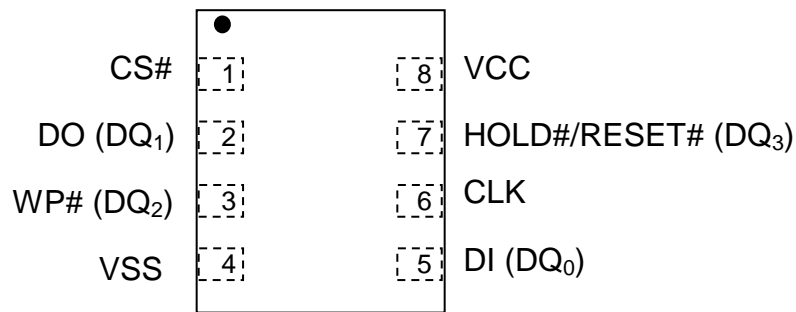 CS# 1 8 VCC
DO (DQ₁) 2 7 HOLD#/RESET# (DQ₃)
WP# (DQ₂) 3 6 CLK
VSS 4 5 DI (DQ₀)